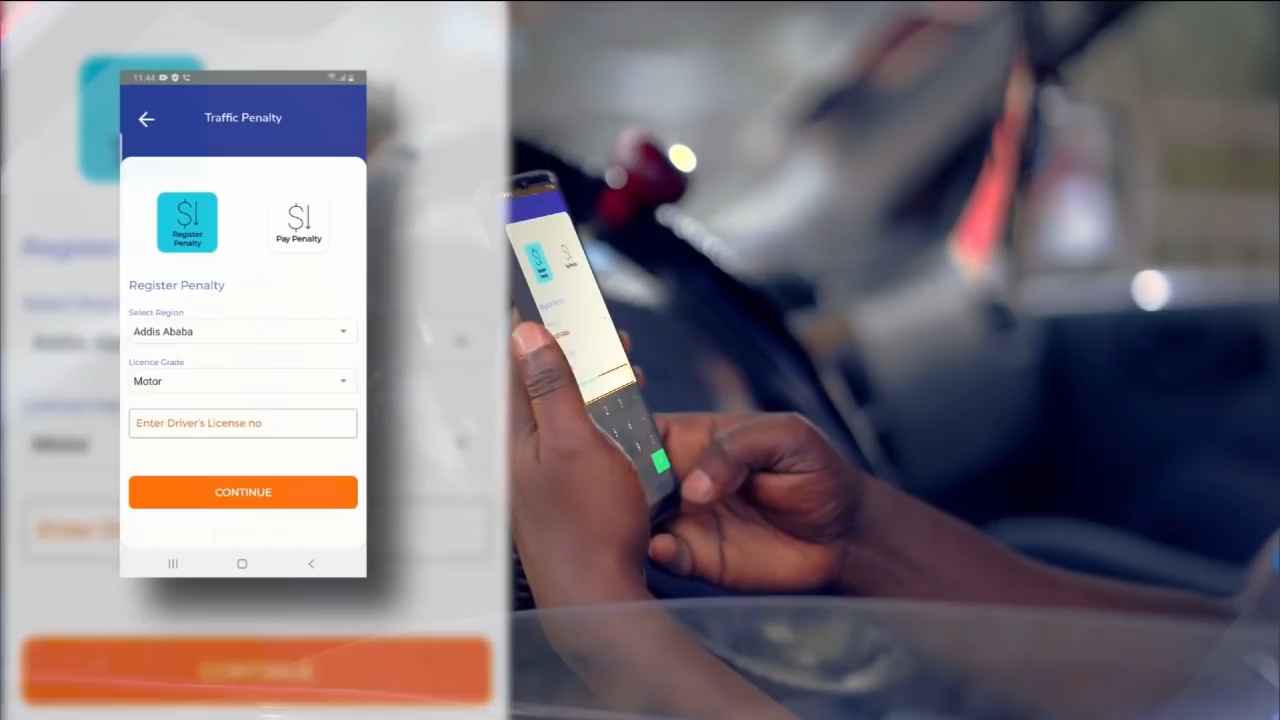 11:44
Traffic Penalty
Register
Penalty
Pay Penalty
Register Penalty
Select Region
Addis Ababa
Licence Grade
Motor
Enter Driver's License no
CONTINUE